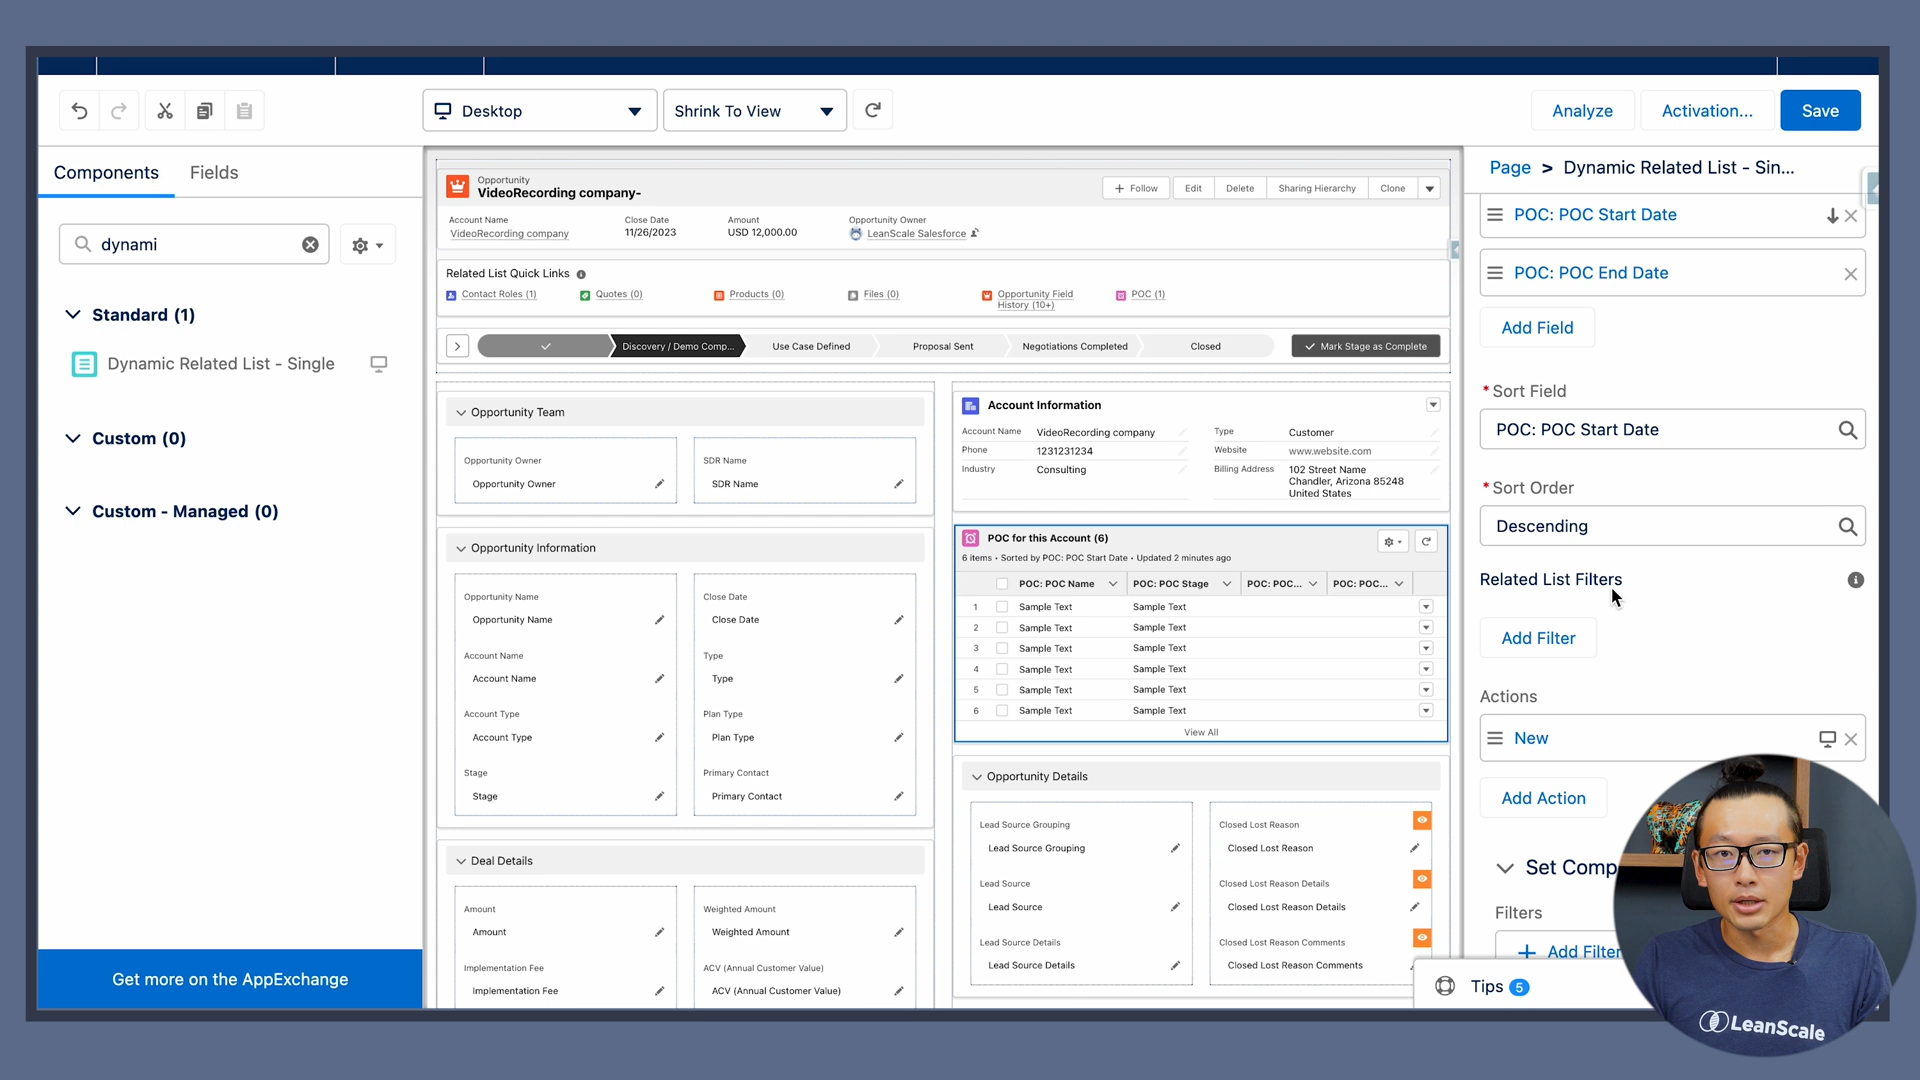 Desktop
Shrink To View
Analyze
Activation...
Save
Components
Fields
dynami
Standard (1)
Dynamic Related List - Single
Custom (0)
Custom - Managed (0)
Get more on the AppExchange
Opportunity
VideoRecording company-
Follow
Edit
Delete
Sharing Hierarchy
Clone
Account Name
VideoRecording company
Close Date
11/26/2023
Amount
USD 12,000.00
Opportunity Owner
LeanScale Salesforce
Related List Quick Links
Contact Roles (1)
Quotes (0)
Products (0)
Files (0)
Opportunity Field
History (10+)
POC (1)
Discovery / Demo Comp...
Use Case Defined
Proposal Sent
Negotiations Completed
Closed
Mark Stage as Complete
Opportunity Team
Opportunity Owner
Opportunity Owner
SDR Name
SDR Name
Opportunity Information
Opportunity Name
Opportunity Name
Close Date
Close Date
Account Name
Account Name
Type
Type
Account Type
Account Type
Plan Type
Plan Type
Stage
Stage
Primary Contact
Primary Contact
Deal Details
Amount
Amount
Weighted Amount
Weighted Amount
Implementation Fee
Implementation Fee
ACV (Annual Customer Value)
ACV (Annual Customer Value)
Account Information
Account Name
VideoRecording company
Type
Customer
Phone
1231231234
Website
www.website.com
Industry
Consulting
Billing Address
102 Street Name
Chandler, Arizona 85248
United States
POC for this Account (6)
6 items • Sorted by POC: POC Start Date • Updated 2 minutes ago
POC: POC Name
POC: POC Stage
POC: POC...
POC: POC...
1 Sample Text Sample Text
2 Sample Text Sample Text
3 Sample Text Sample Text
4 Sample Text Sample Text
5 Sample Text Sample Text
6 Sample Text Sample Text
View All
Opportunity Details
Lead Source Grouping
Lead Source Grouping
Closed Lost Reason
Closed Lost Reason
Lead Source
Lead Source
Closed Lost Reason Details
Closed Lost Reason Details
Lead Source Details
Lead Source Details
Closed Lost Reason Comments
Closed Lost Reason Comments
Page > Dynamic Related List - Sin...
POC: POC Start Date
POC: POC End Date
Add Field
*Sort Field
POC: POC Start Date
*Sort Order
Descending
Related List Filters
Add Filter
Actions
New
Add Action
Set Comp
Filters
Add Filter
Tips 5
LeanScale